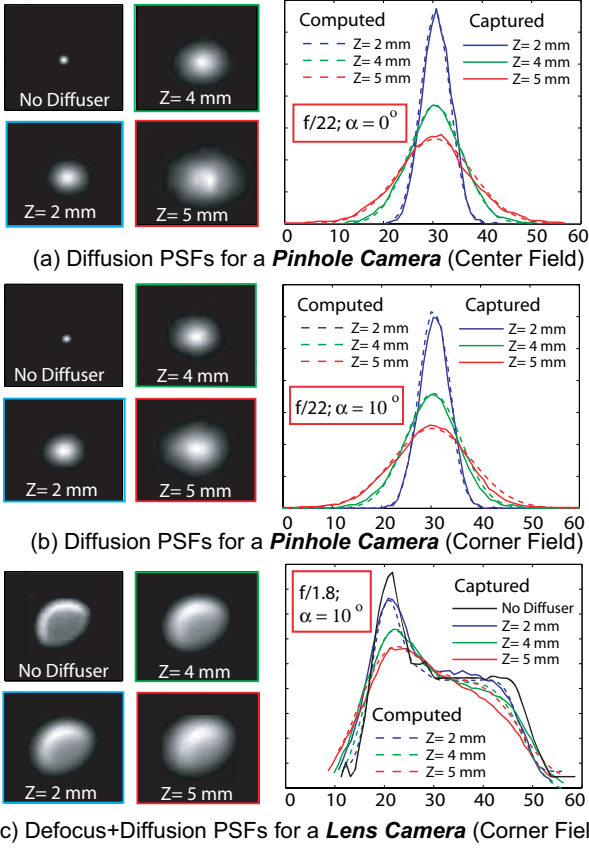 No Diffuser
Z= 4 mm
Z= 2 mm
Z= 5 mm
Computed
Z= 2 mm
Z= 4 mm
Z= 5 mm
Captured
Z= 2 mm
Z= 4 mm
Z= 5 mm
f/22; α = 0°
0 10 20 30 40 50 60
(a) Diffusion PSFs for a Pinhole Camera (Center Field)
No Diffuser
Z= 4 mm
Z= 2 mm
Z= 5 mm
Computed
Z= 2 mm
Z= 4 mm
Z= 5 mm
Captured
Z= 2 mm
Z= 4 mm
Z= 5 mm
f/22; α = 10°
0 10 20 30 40 50 60
(b) Diffusion PSFs for a Pinhole Camera (Corner Field)
No Diffuser
Z= 4 mm
Z= 2 mm
Z= 5 mm
f/1.8;
α = 10°
Captured
No Diffuser
Z= 2 mm
Z= 4 mm
Z= 5 mm
Computed
Z= 2 mm
Z= 4 mm
Z= 5 mm
0 10 20 30 40 50 60
c) Defocus+Diffusion PSFs for a Lens Camera (Corner Fiel